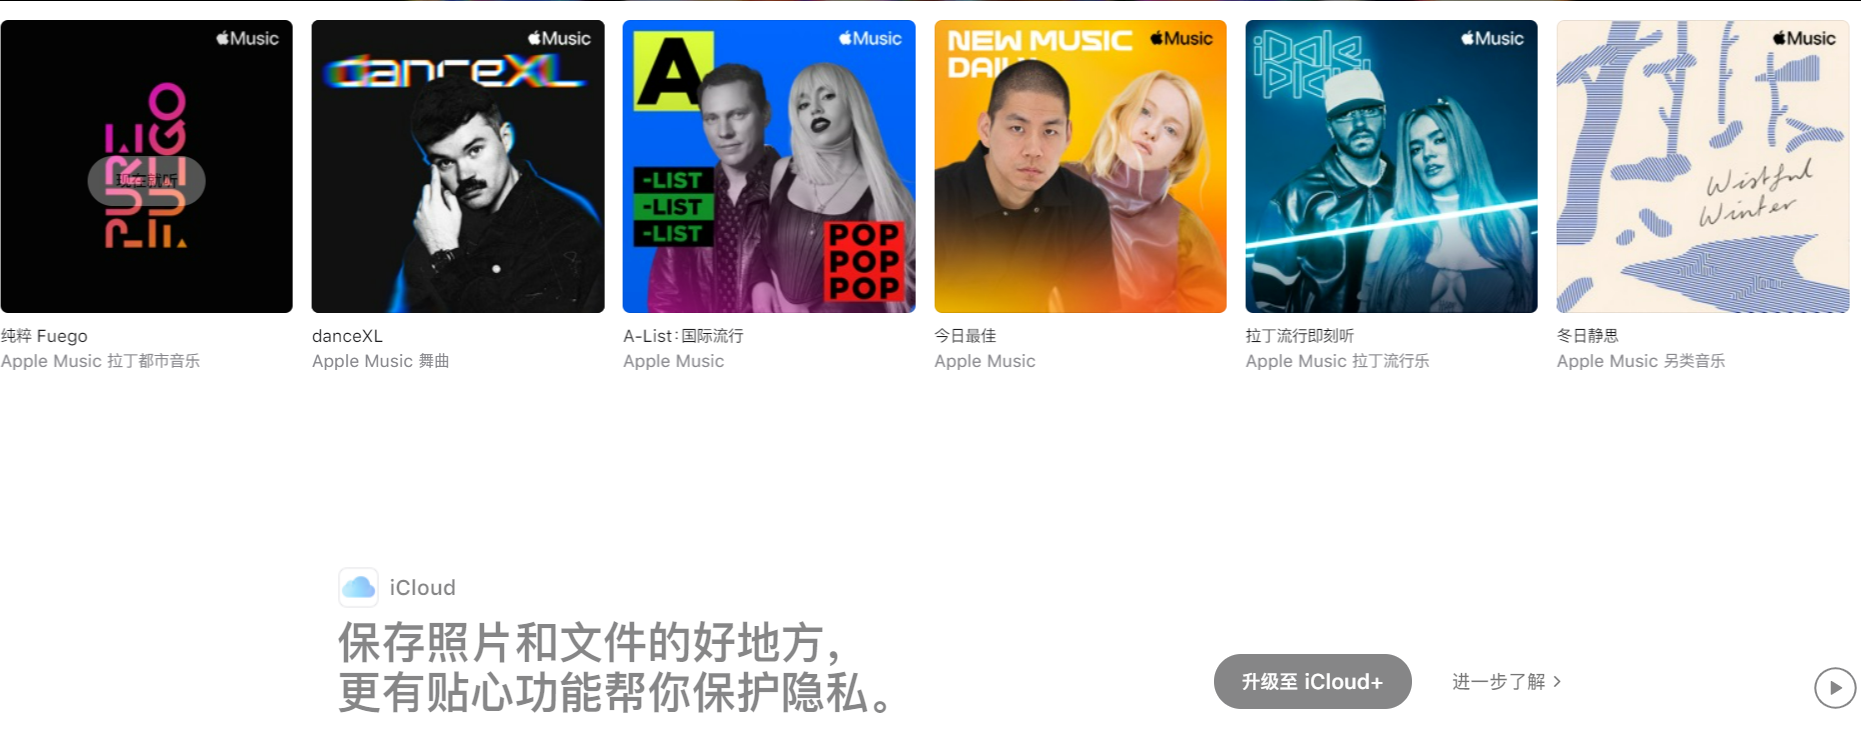 Music
PURE
FUEGO
现在就听
Music
danceXL
Music
A
-LIST
-LIST
-LIST
POP
POP
POP
Music
NEW MUSIC
DAILY
Music
¡Dale
Play!
Music
Wistful
Winter
纯粹 Fuego
Apple Music 拉丁都市音乐
danceXL
Apple Music 舞曲
A-List：国际流行
Apple Music
今日最佳
Apple Music
拉丁流行即刻听
Apple Music 拉丁流行乐
冬日静思
Apple Music 另类音乐
iCloud
保存照片和文件的好地方，
更有贴心功能帮你保护隐私。
升级至 iCloud+
进一步了解 >